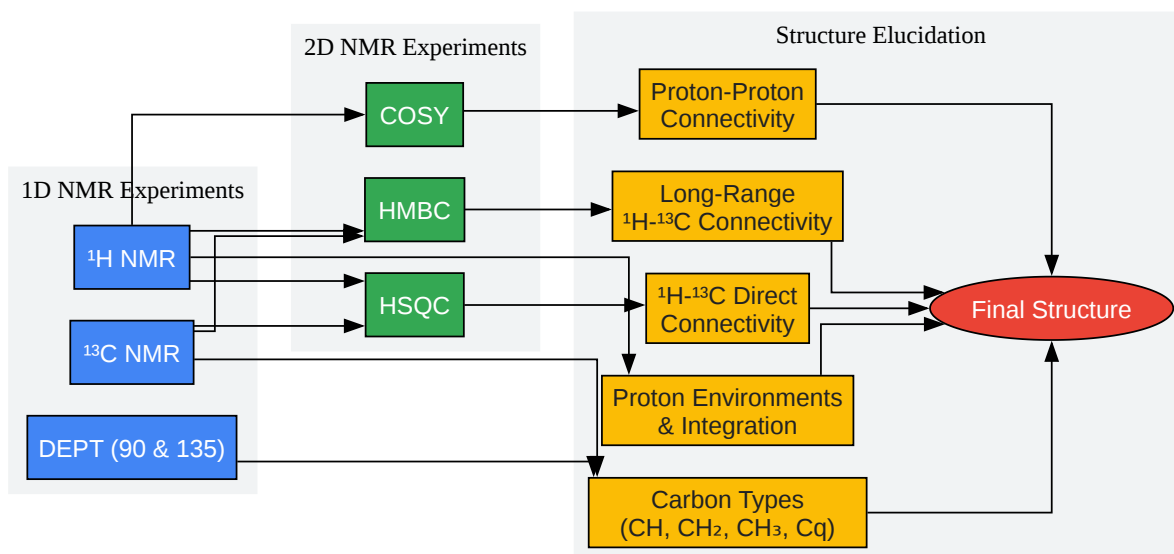 2D NMR Experiments
Structure Elucidation
COSY
Proton-Proton
Connectivity
1D NMR Experiments
HMBC
Long-Range
¹H-¹³C Connectivity
¹H NMR
HSQC
¹H-¹³C Direct
Connectivity
Final Structure
¹³C NMR
Proton Environments
& Integration
DEPT (90 & 135)
Carbon Types
(CH, CH₂, CH₃, Cq)